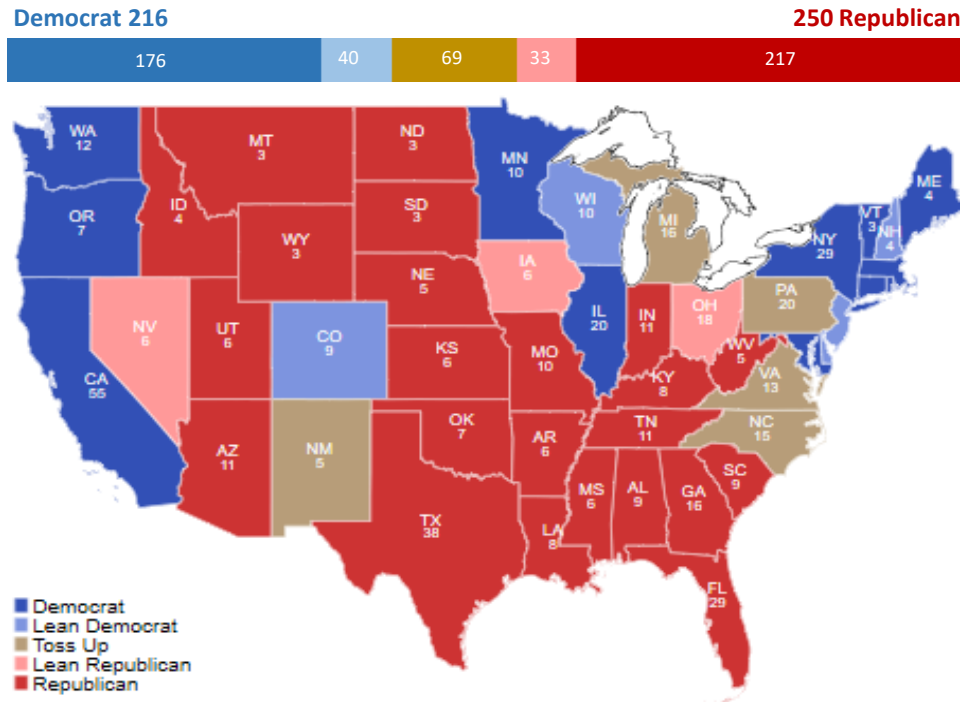 Democrat 216
250 Republican
176
40
69
33
217
WA
12
MT
3
ND
3
MN
10
ME
4
OR
7
ID
4
SD
3
WI
10
VT
3
NH
4
WY
3
MI
16
NY
29
IA
6
NE
5
PA
20
NV
6
UT
6
CO
9
IL
20
IN
11
OH
18
WV
5
KS
6
MO
10
VA
13
CA
55
KY
8
NC
15
OK
7
TN
11
AZ
11
NM
5
AR
6
SC
9
MS
6
AL
9
GA
16
TX
38
LA
8
FL
29
Democrat
Lean Democrat
Toss Up
Lean Republican
Republican